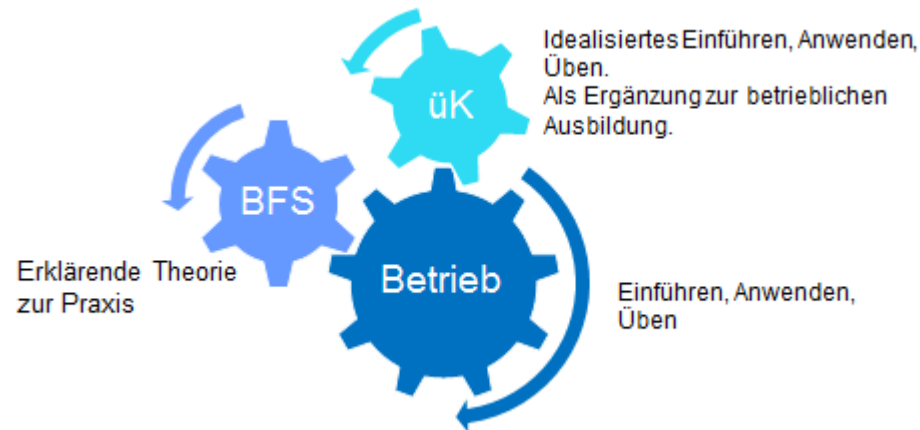 Idealisiertes Einführen, Anwenden,
Üben.
Als Ergänzung zur betrieblichen
Ausbildung.
üK
BFS
Erklärende Theorie
zur Praxis
Betrieb
Einführen, Anwenden,
Üben